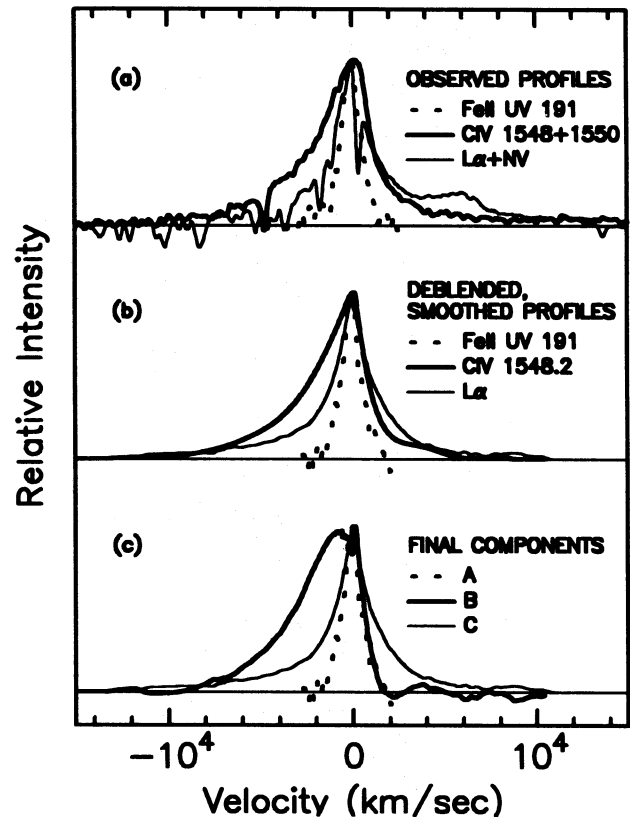 (a)
OBSERVED PROFILES
FeII UV 191
CIV 1548+1550
Lα+NV
(b)
DEBLENDED,
SMOOTHED PROFILES
FeII UV 191
CIV 1548.2
Lα
(c)
FINAL COMPONENTS
A
B
C
Relative Intensity
−10⁴ 0 10⁴
Velocity (km/sec)